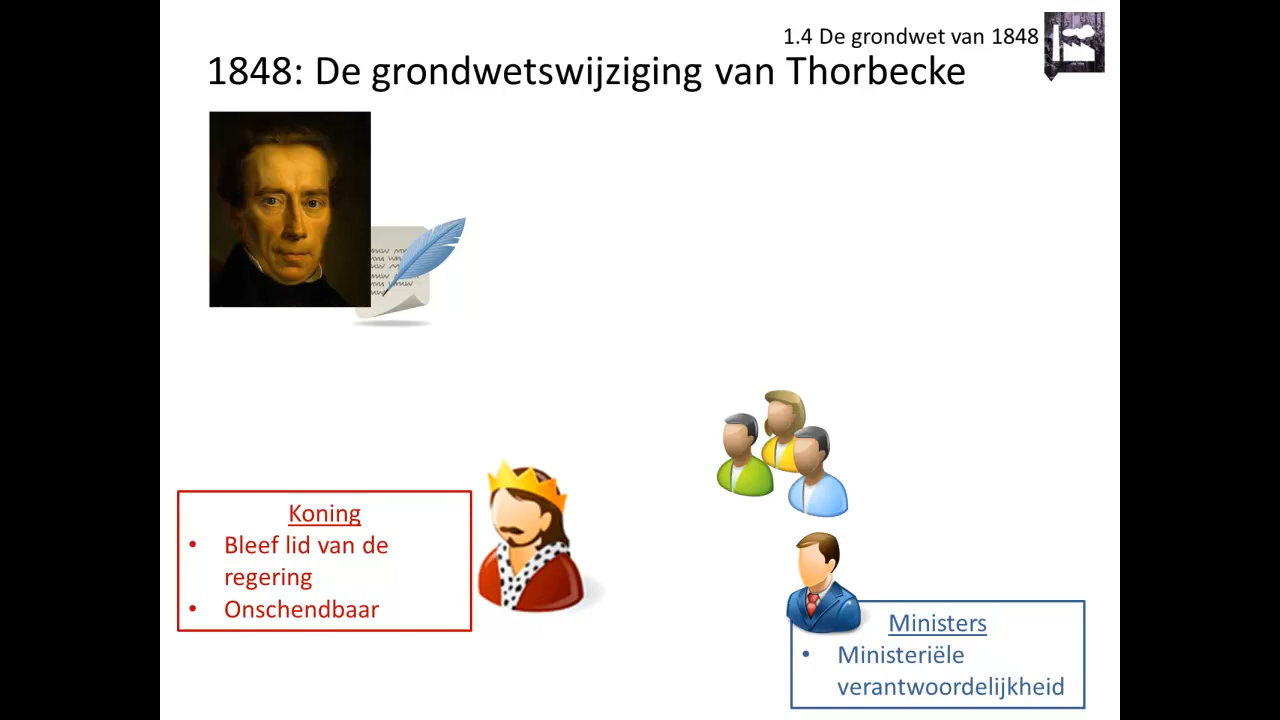 1.4 De grondwet van 1848
1848: De grondwetswijziging van Thorbecke
Koning
• Bleef lid van de
regering
• Onschendbaar
Ministers
• Ministeriële
verantwoordelijkheid